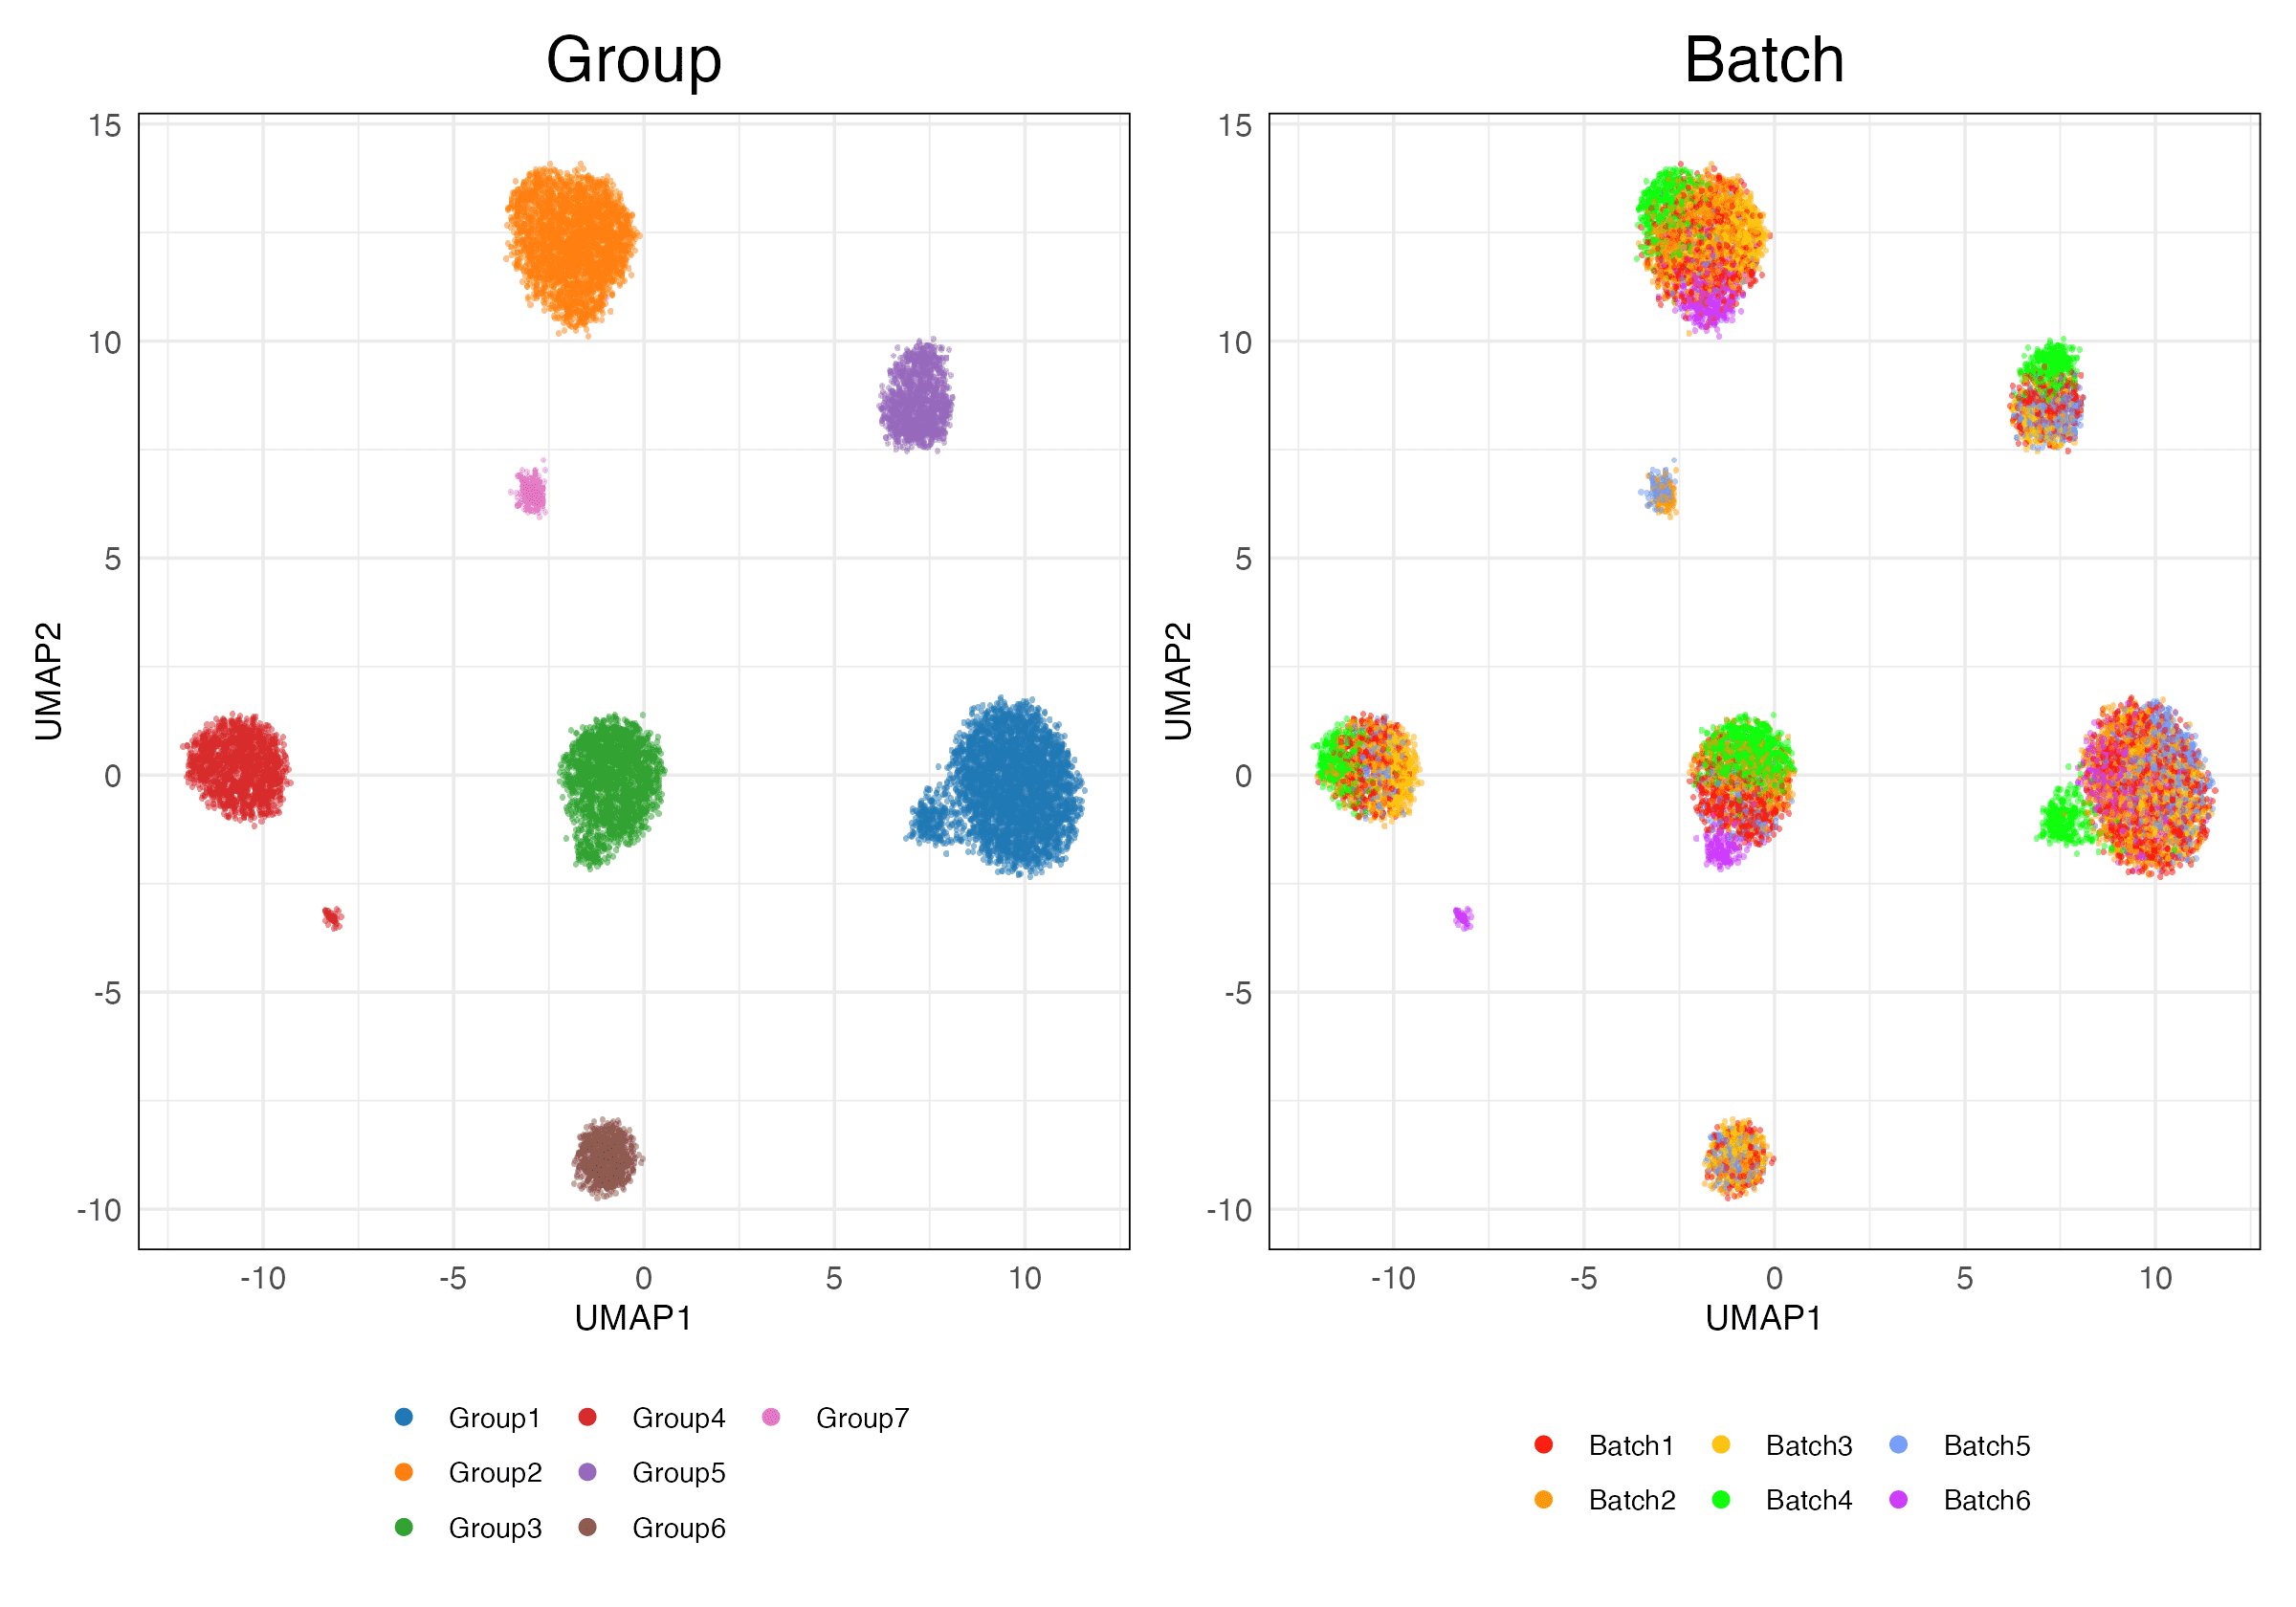 Group
Batch
15
10
5
0
-5
-10
UMAP2
-10 -5 0 5 10
UMAP1
15
10
5
0
-5
-10
UMAP2
-10 -5 0 5 10
UMAP1
Group1 Group4 Group7
Group2 Group5
Group3 Group6
Batch1 Batch3 Batch5
Batch2 Batch4 Batch6